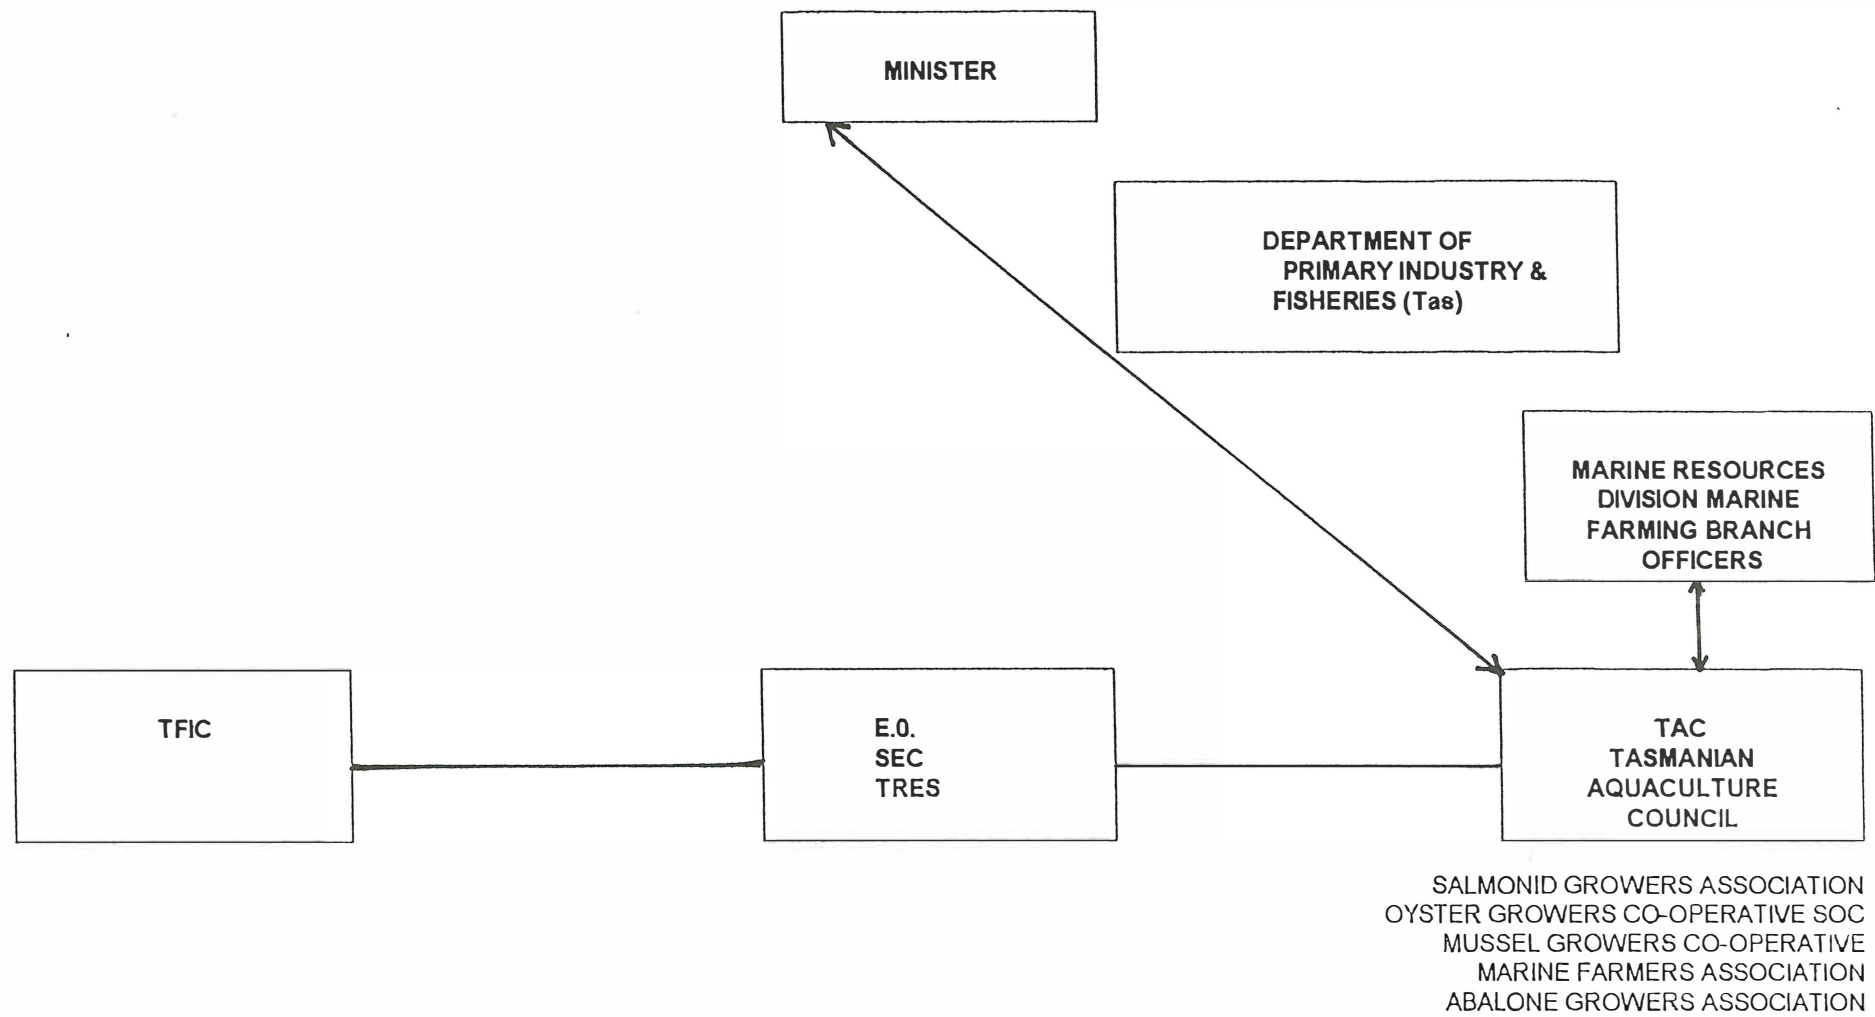 MINISTER
DEPARTMENT OF
PRIMARY INDUSTRY &
FISHERIES (Tas)
MARINE RESOURCES
DIVISION MARINE
FARMING BRANCH
OFFICERS
TFIC
E.0.
SEC
TRES
TAC
TASMANIAN
AQUACULTURE
COUNCIL
SALMONID GROWERS ASSOCIATION
OYSTER GROWERS CO-OPERATIVE SOC
MUSSEL GROWERS CO-OPERATIVE
MARINE FARMERS ASSOCIATION
ABALONE GROWERS ASSOCIATION